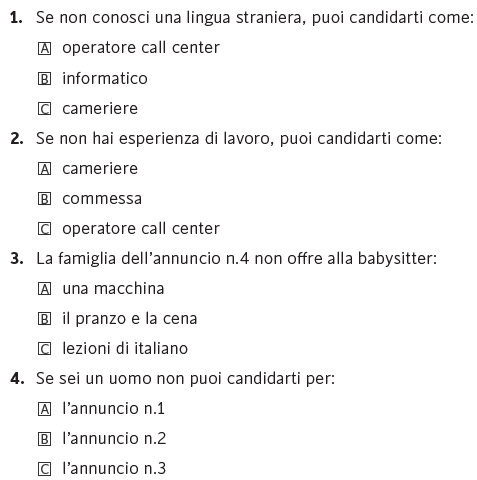 1. Se non conosci una lingua straniera, puoi candidarti come:
A operatore call center
B informatico
C cameriere
2. Se non hai esperienza di lavoro, puoi candidarti come:
A cameriere
B commessa
C operatore call center
3. La famiglia dell'annuncio n.4 non offre alla babysitter:
A una macchina
B il pranzo e la cena
C lezioni di italiano
4. Se sei un uomo non puoi candidarti per:
A l'annuncio n.1
B l'annuncio n.2
C l'annuncio n.3